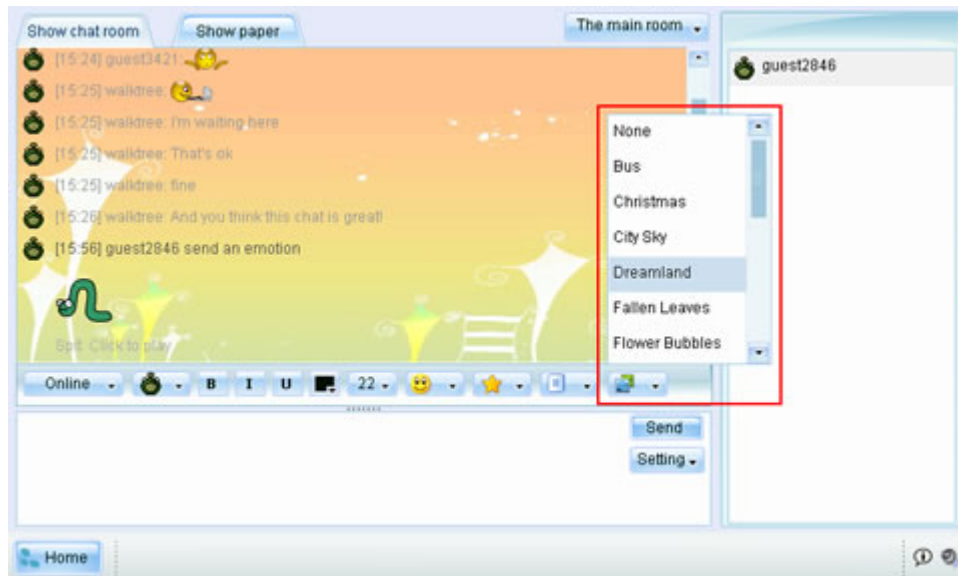 Show chat room
Show paper
The main room
[15:24] guest3421:
[15:25] walktree:
[15:25] walktree: I'm waiting here
[15:25] walktree: That's ok
[15:25] walktree: fine
[15:26] walktree: And you think this chat is great!
[15:56] guest2846 send an emotion
Spit: Click to play
guest2846
None
Bus
Christmas
City Sky
Dreamland
Fallen Leaves
Flower Bubbles
Online
B I U
22
Send
Setting
Home